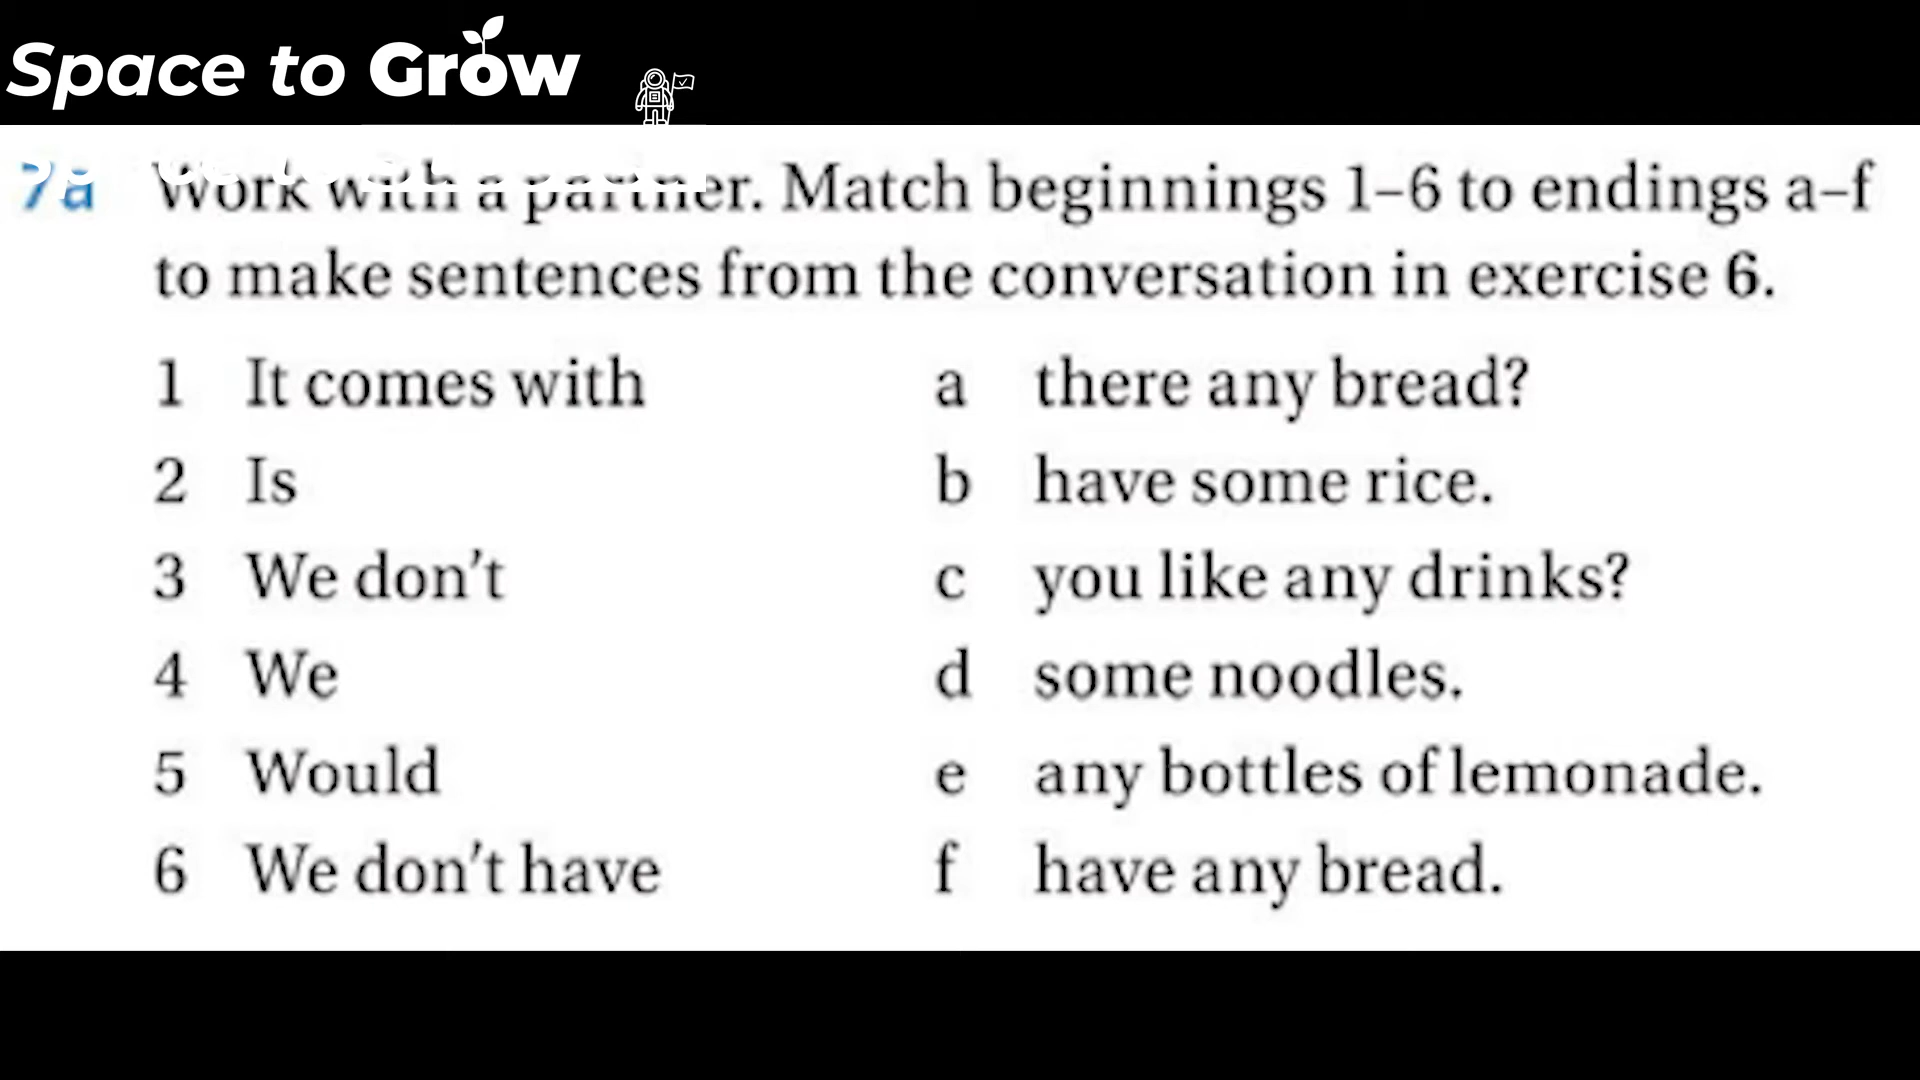 Space to Grow
7a Work with a partner. Match beginnings 1–6 to endings a–f
to make sentences from the conversation in exercise 6.
1 It comes with a there any bread?
2 Is b have some rice.
3 We don't c you like any drinks?
4 We d some noodles.
5 Would e any bottles of lemonade.
6 We don't have f have any bread.